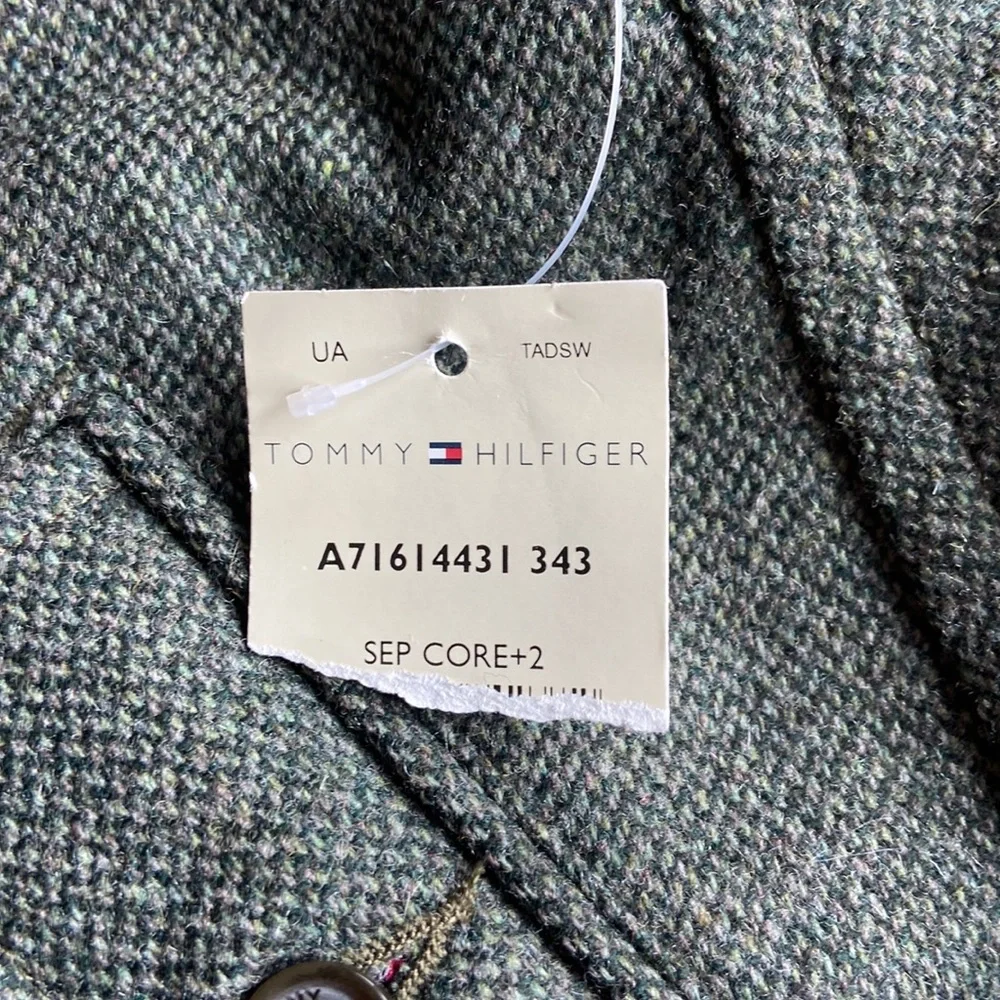 UA TADSW
TOMMY HILFIGER
A71614431 343
SEP CORE+2